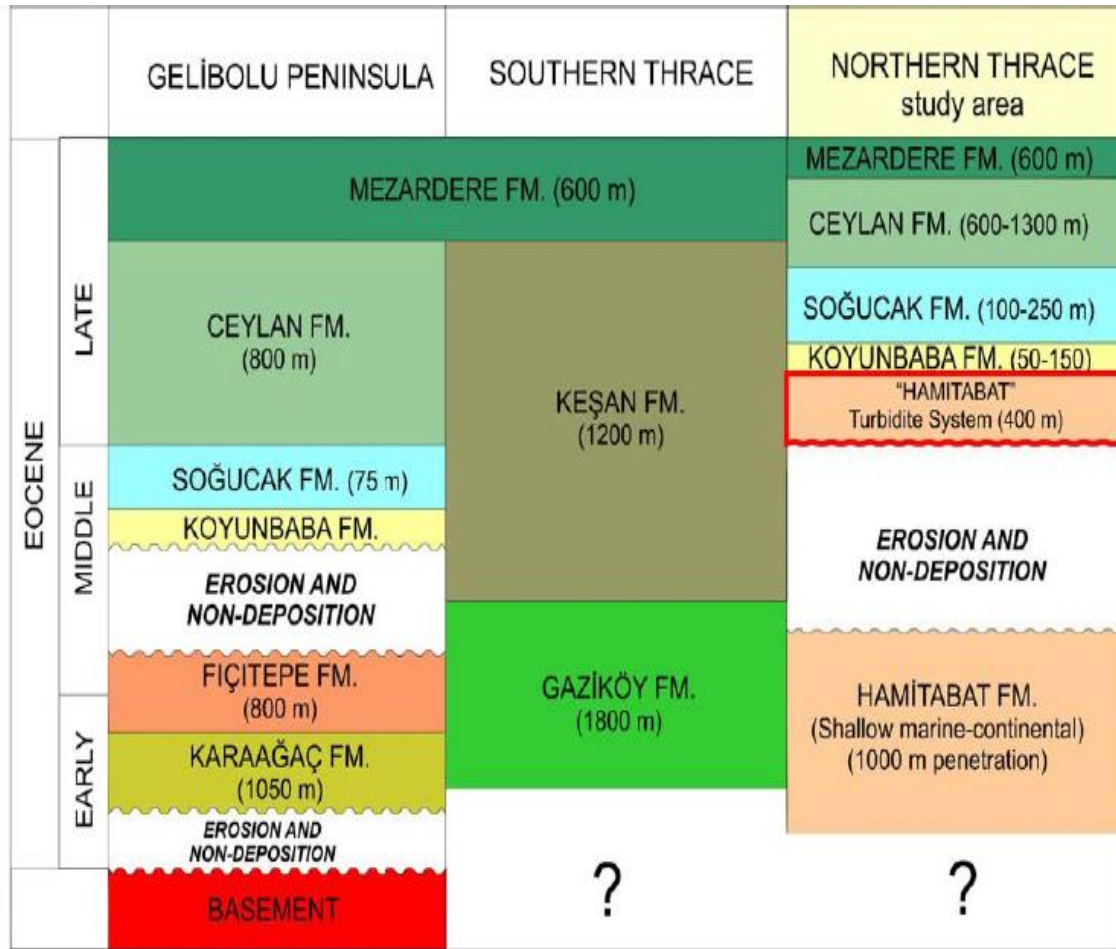 GELİBOLU PENINSULA
SOUTHERN THRACE
NORTHERN THRACE
study area
EOCENE
LATE
MIDDLE
EARLY
MEZARDERE FM. (600 m)
CEYLAN FM.
(800 m)
SOĞUCAK FM. (75 m)
KOYUNBABA FM.
EROSION AND
NON-DEPOSITION
FIÇITEPE FM.
(800 m)
KARAAĞAÇ FM.
(1050 m)
EROSION AND
NON-DEPOSITION
BASEMENT
KEŞAN FM.
(1200 m)
GAZİKÖY FM.
(1800 m)
?
MEZARDERE FM. (600 m)
CEYLAN FM. (600-1300 m)
SOĞUCAK FM. (100-250 m)
KOYUNBABA FM. (50-150)
“HAMITABAT”
Turbidite System (400 m)
EROSION AND
NON-DEPOSITION
HAMİTABAT FM.
(Shallow marine-continental)
(1000 m penetration)
?